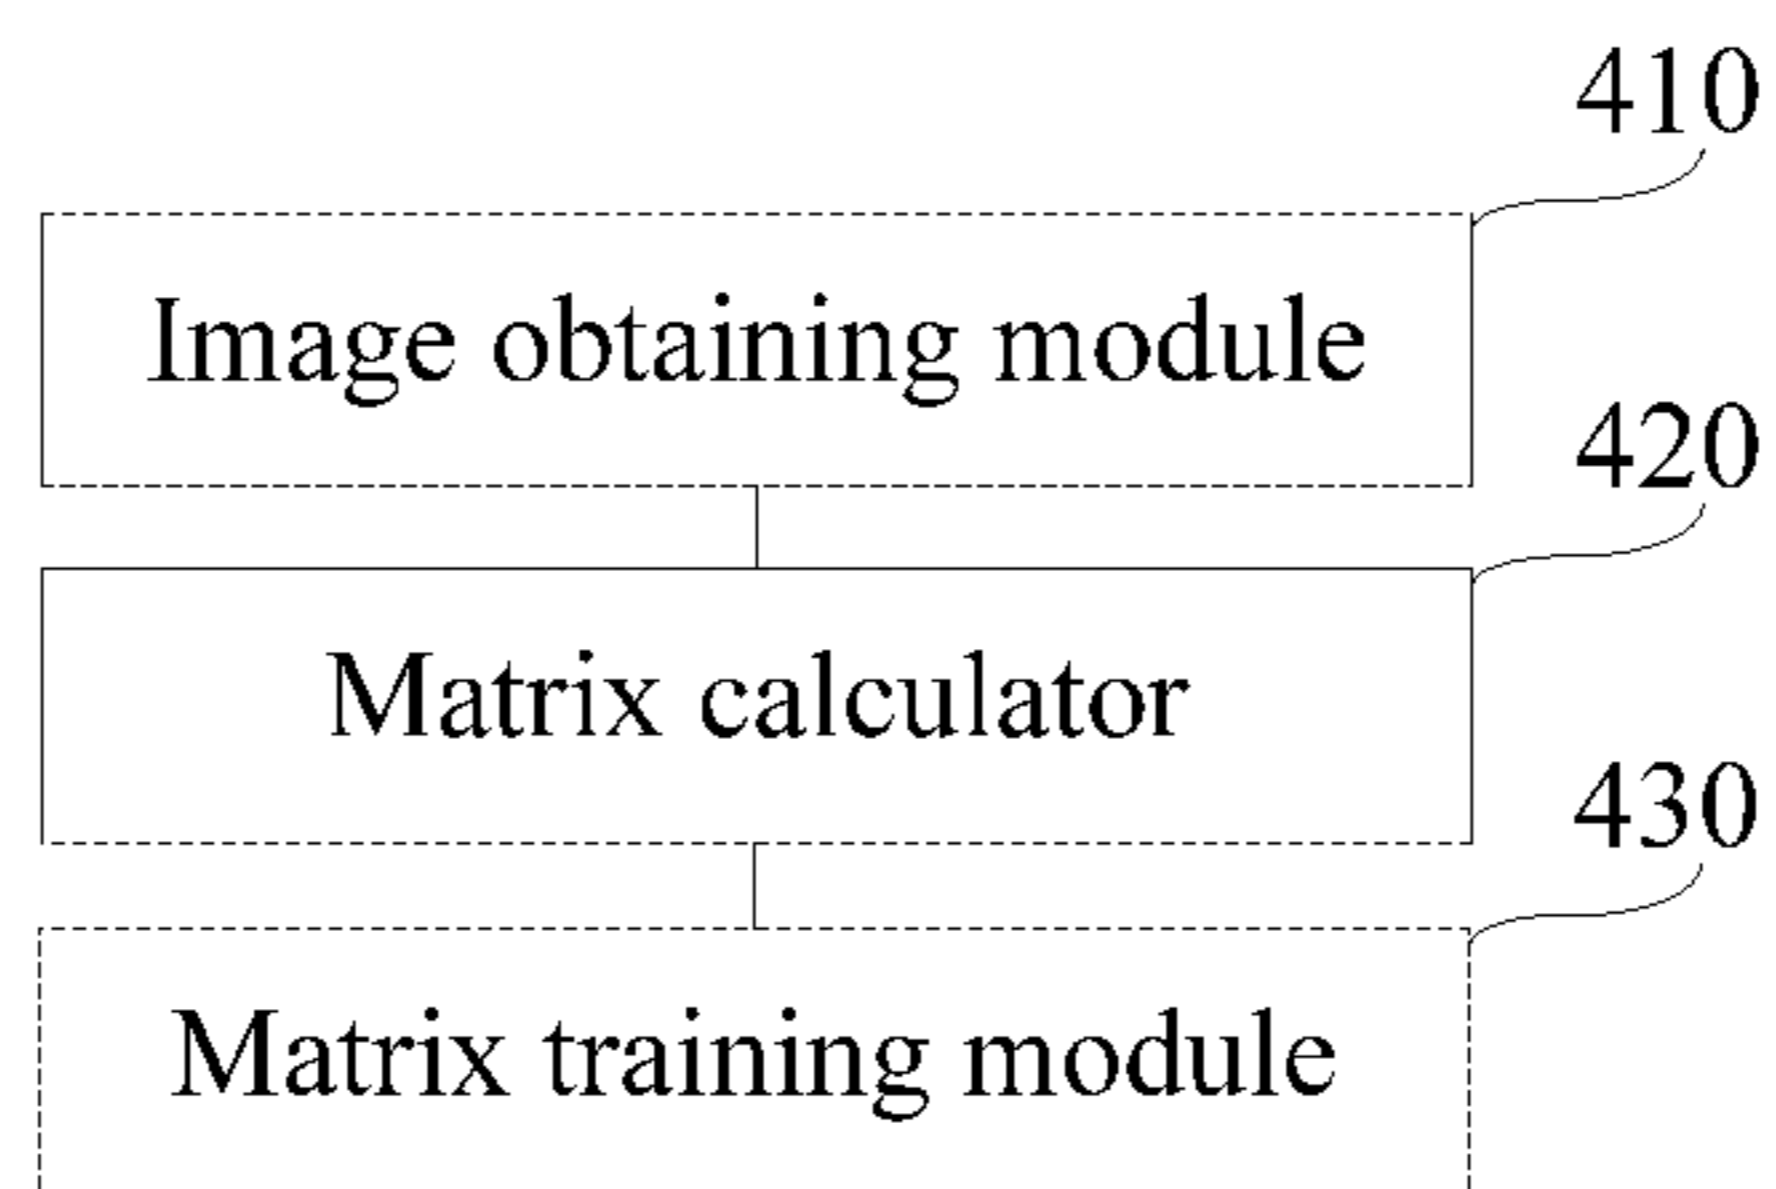 410
Image obtaining module
420
Matrix calculator
430
Matrix training module